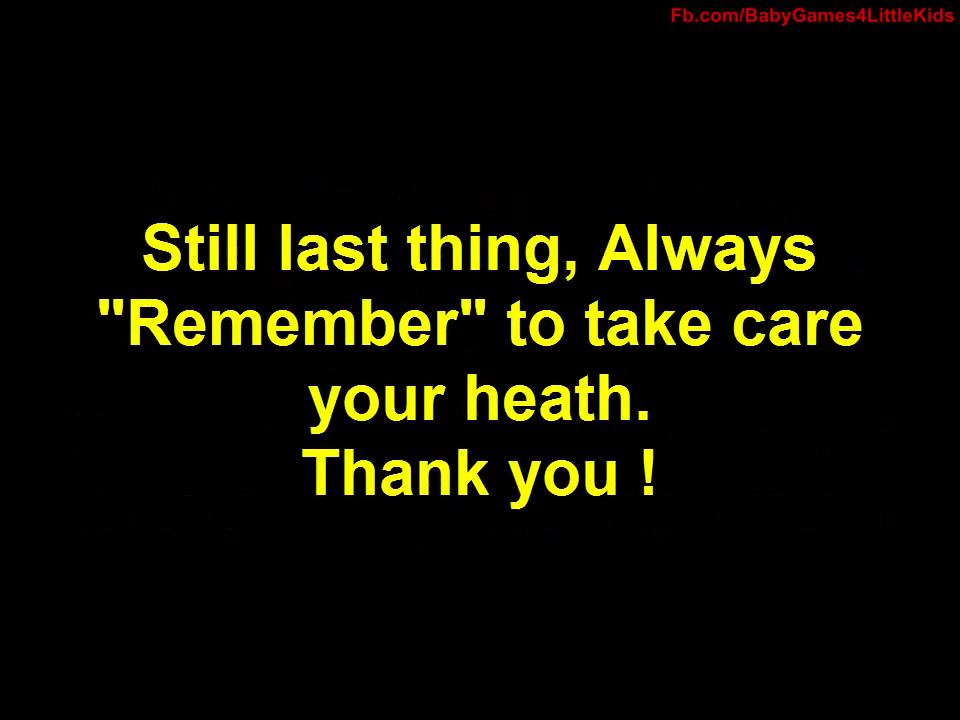 Fb.com/BabyGames4LittleKids
Still last thing, Always
"Remember" to take care
your heath.
Thank you !